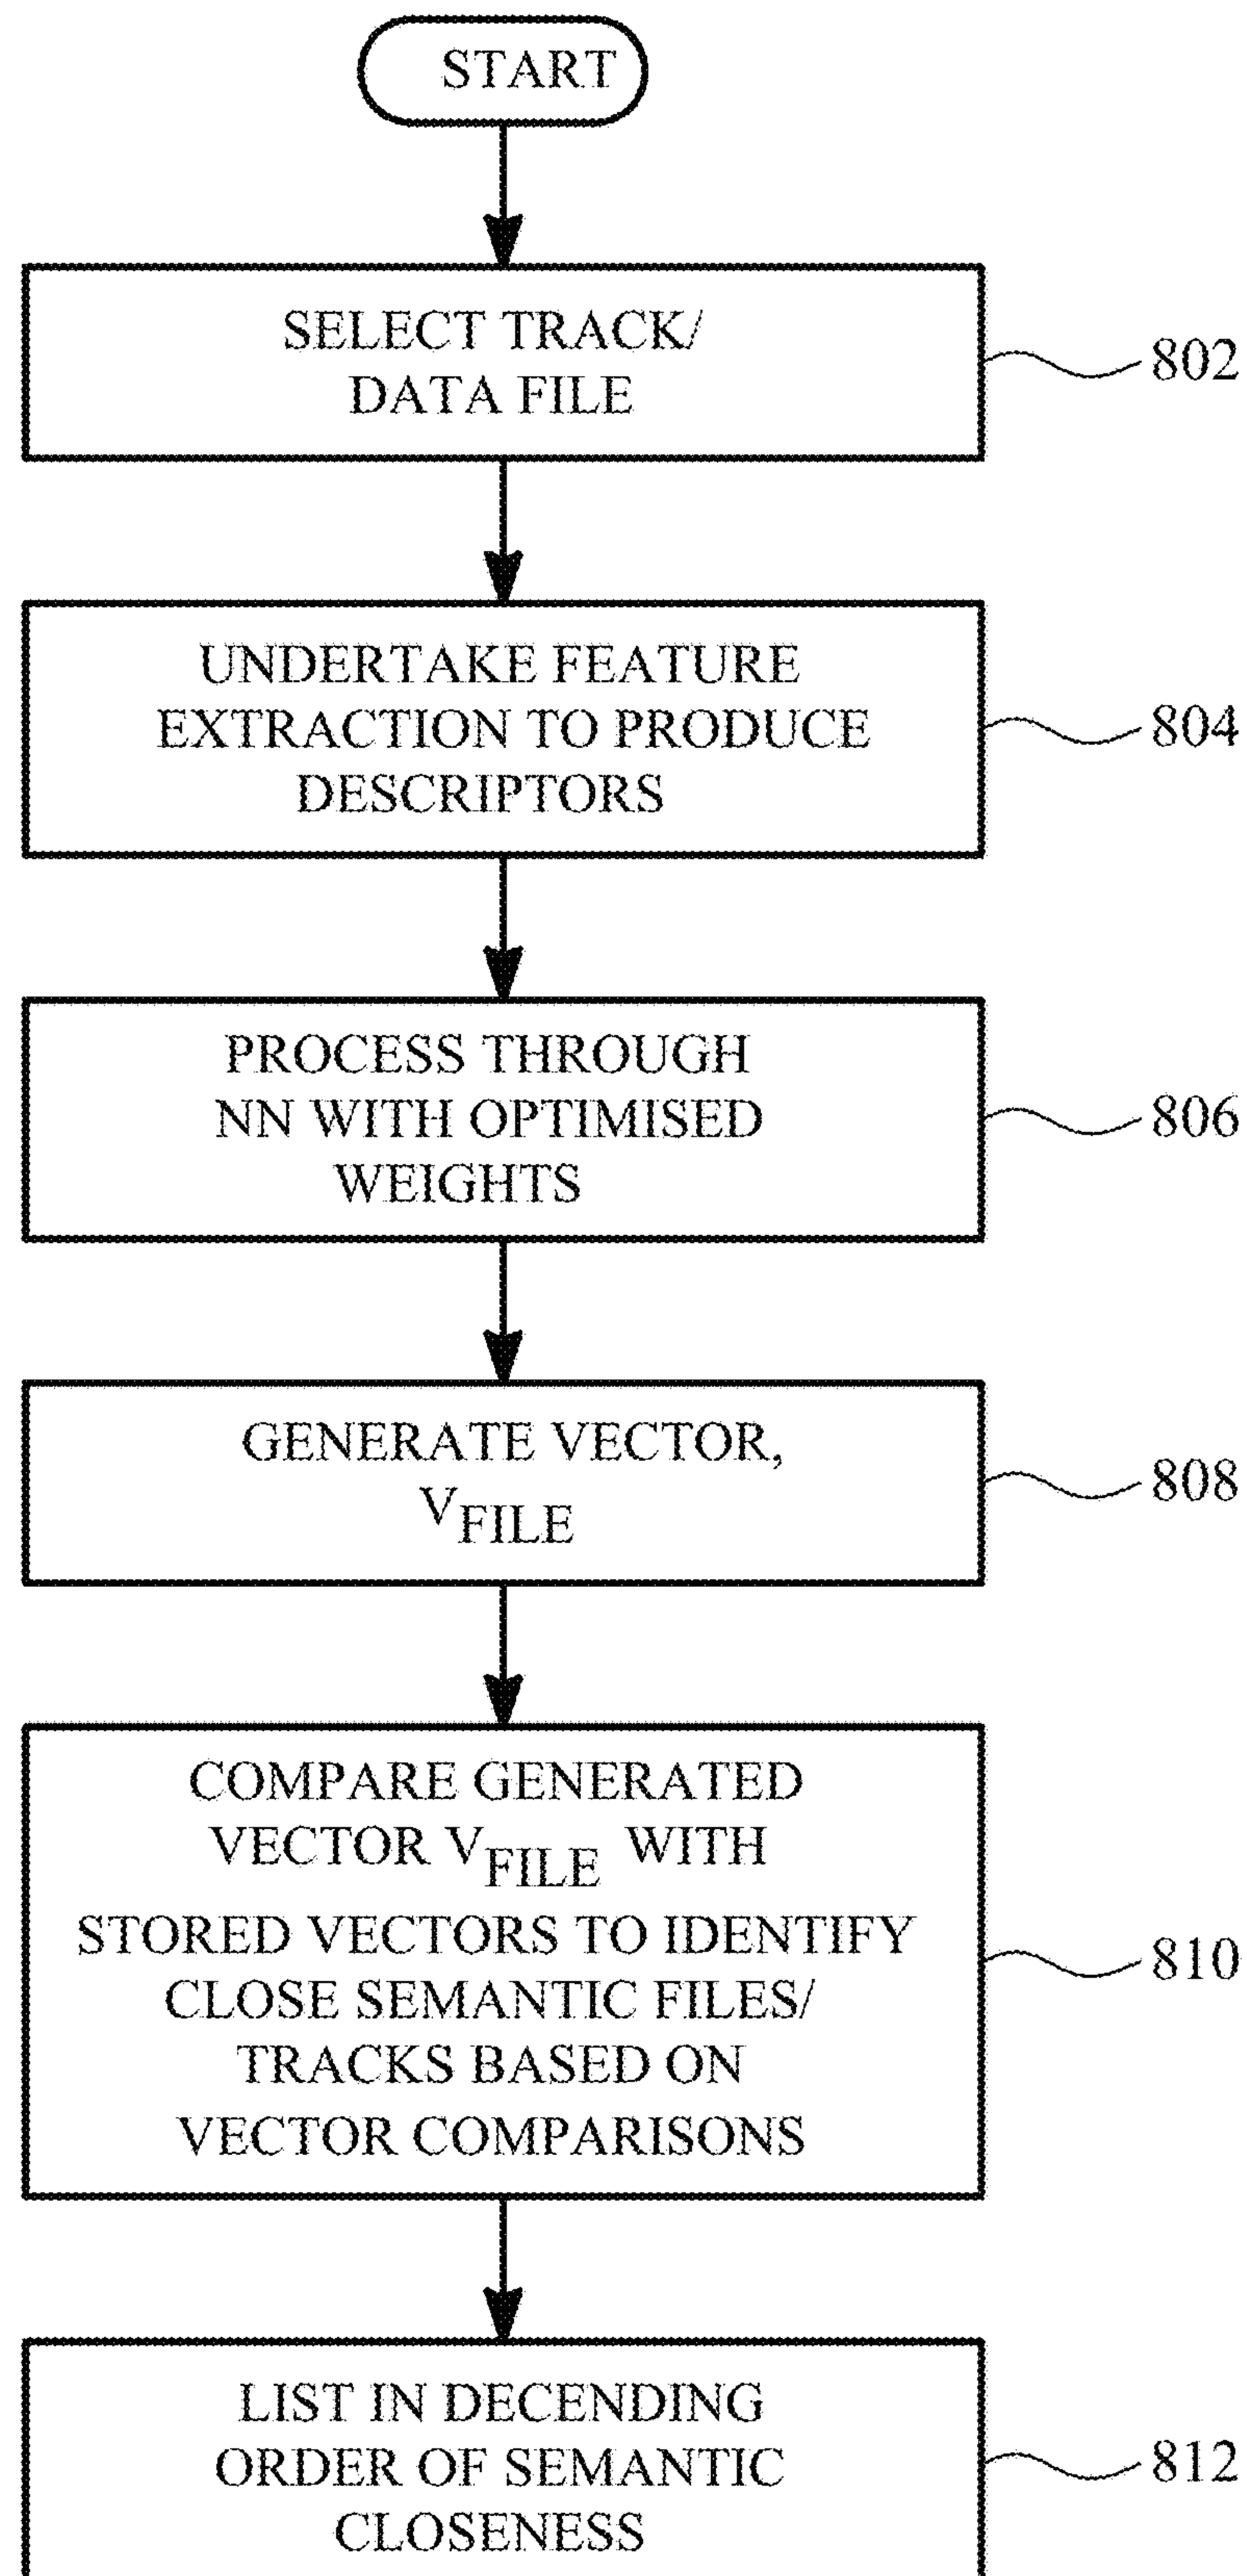 START
SELECT TRACK/
DATA FILE
802
UNDERTAKE FEATURE
EXTRACTION TO PRODUCE
DESCRIPTORS
804
PROCESS THROUGH
NN WITH OPTIMISED
WEIGHTS
806
GENERATE VECTOR,
VFILE
808
COMPARE GENERATED
VECTOR VFILE WITH
STORED VECTORS TO IDENTIFY
CLOSE SEMANTIC FILES/
TRACKS BASED ON
VECTOR COMPARISONS
810
LIST IN DECENDING
ORDER OF SEMANTIC
CLOSENESS
812